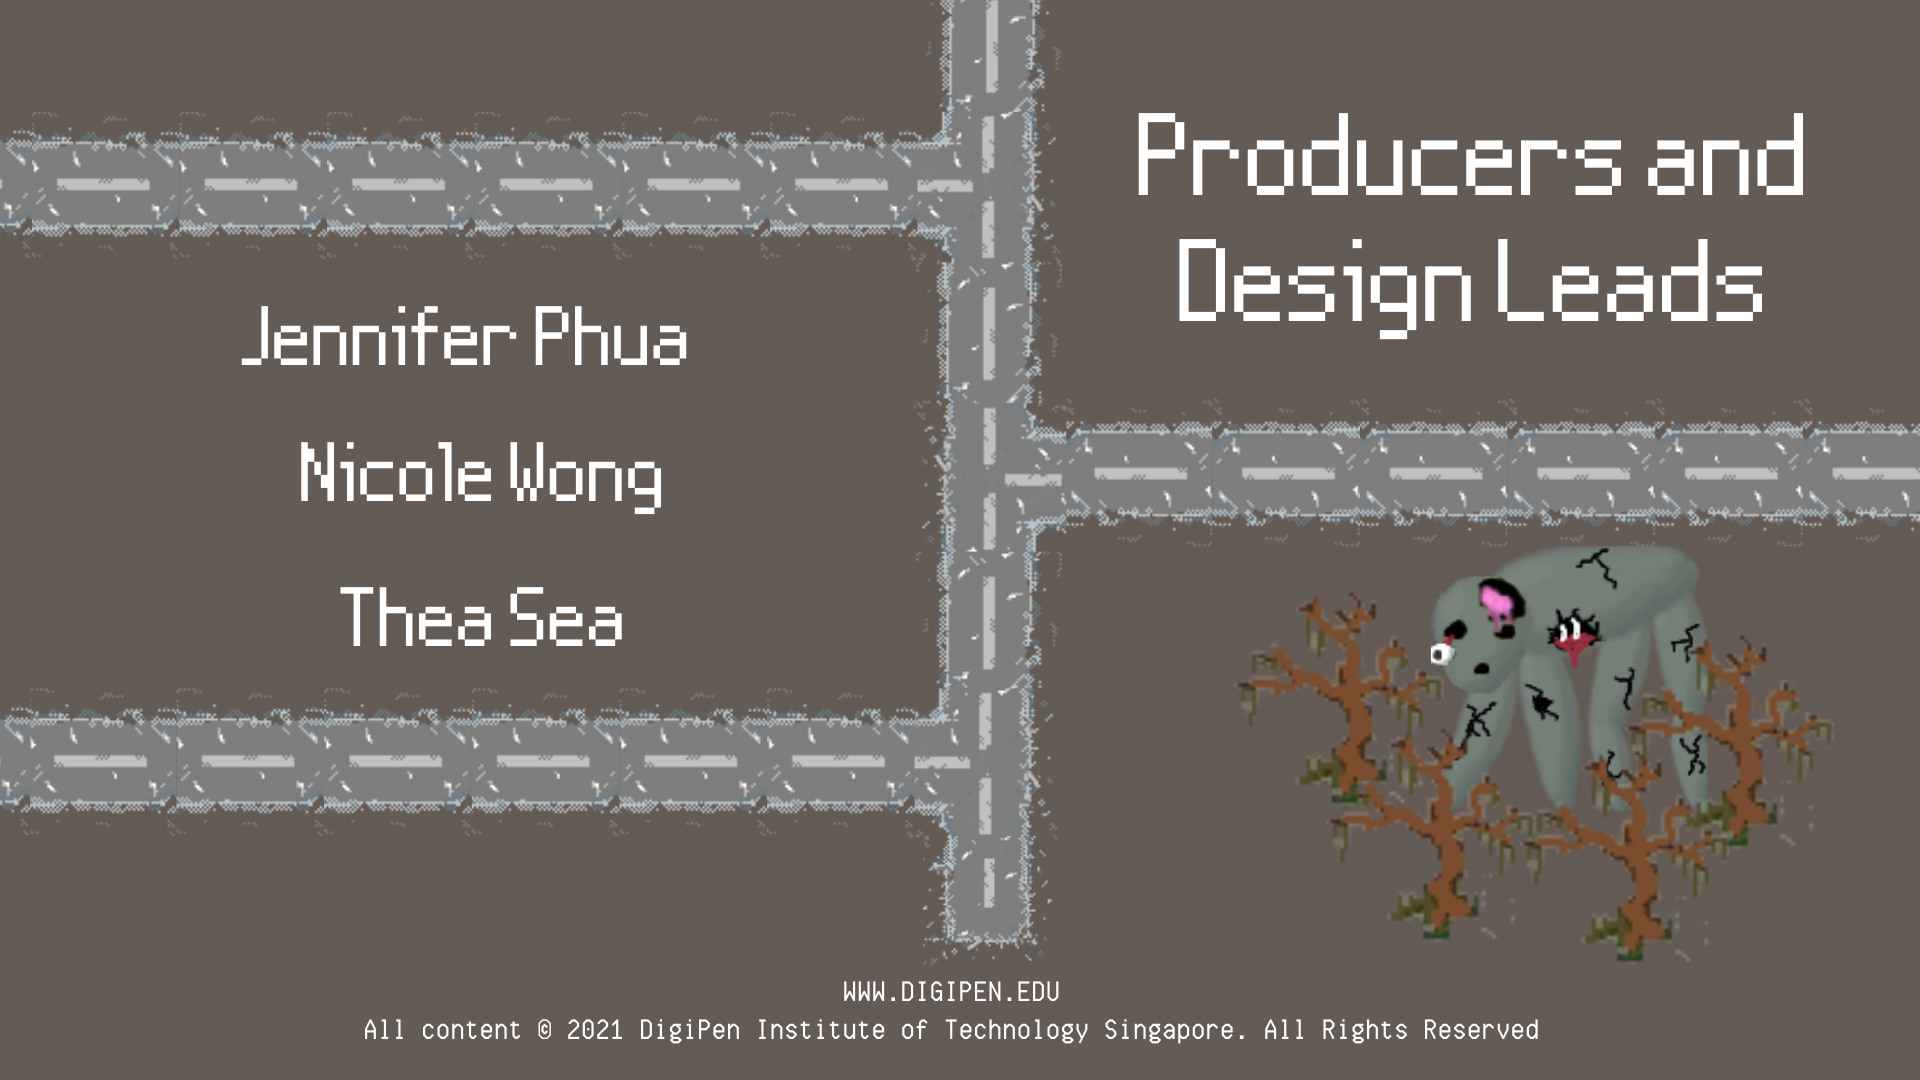 Producers and
Design Leads
Jennifer Phua
Nicole Wong
Thea Sea
WWW.DIGIPEN.EDU
All content © 2021 DigiPen Institute of Technology Singapore. All Rights Reserved